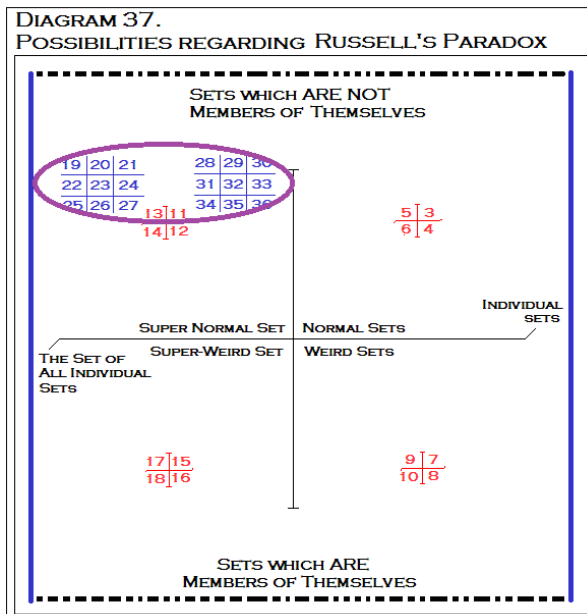 DIAGRAM 37.
POSSIBILITIES REGARDING RUSSELL'S PARADOX
SETS WHICH ARE NOT
MEMBERS OF THEMSELVES
19 20 21
22 23 24
25 26 27
28 29 30
31 32 33
34 35 36
13 11
14 12
5 3
6 4
SUPER NORMAL SET
NORMAL SETS
INDIVIDUAL
SETS
SUPER-WEIRD SET
WEIRD SETS
THE SET OF
ALL INDIVIDUAL
SETS
17 15
18 16
9 7
10 8
SETS WHICH ARE
MEMBERS OF THEMSELVES